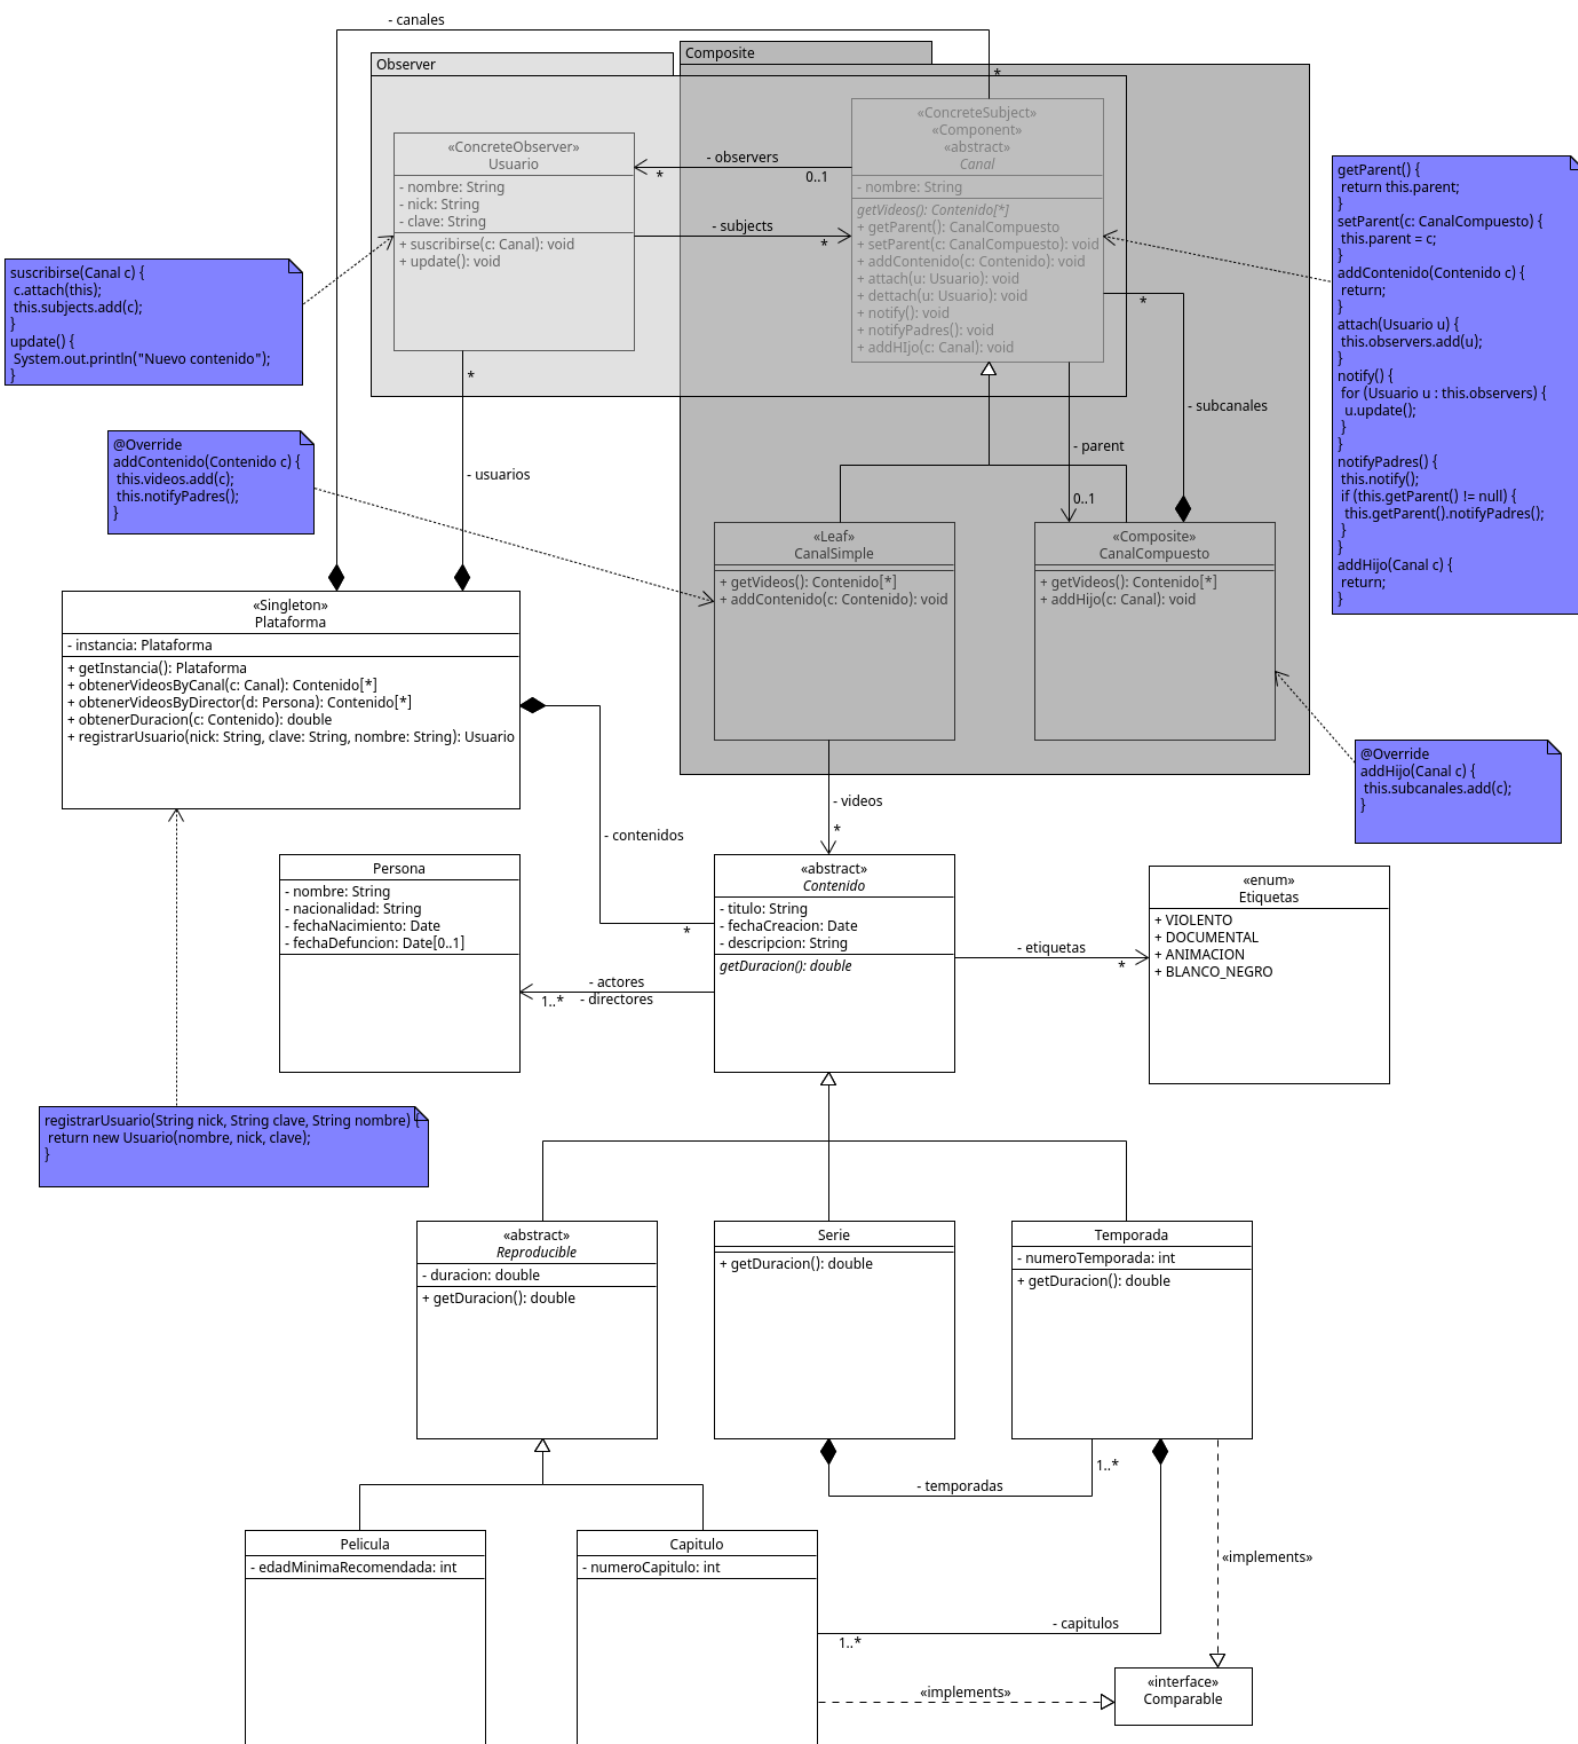 - canales
Composite
Observer
*
«ConcreteSubject»
«Component»
«abstract»
Canal
- nombre: String
getVideos(): Contenido[*]
+ getParent(): CanalCompuesto
+ setParent(c: CanalCompuesto): void
+ addContenido(c: Contenido): void
+ attach(u: Usuario): void
+ dettach(u: Usuario): void
+ notify(): void
+ notifyPadres(): void
+ addHIjo(c: Canal): void
«ConcreteObserver»
Usuario
- nombre: String
- nick: String
- clave: String
+ suscribirse(c: Canal): void
+ update(): void
- observers
*
0..1
- subjects
*
getParent() {
return this.parent;
}
setParent(c: CanalCompuesto) {
this.parent = c;
}
addContenido(Contenido c) {
return;
}
attach(Usuario u) {
this.observers.add(u);
}
notify() {
for (Usuario u : this.observers) {
u.update();
}
}
notifyPadres() {
this.notify();
if (this.getParent() != null) {
this.getParent().notifyPadres();
}
}
addHijo(Canal c) {
return;
}
suscribirse(Canal c) {
c.attach(this);
this.subjects.add(c);
}
update() {
System.out.println("Nuevo contenido");
}
*
*
- subcanales
- parent
0..1
@Override
addContenido(Contenido c) {
this.videos.add(c);
this.notifyPadres();
}
- usuarios
«Leaf»
CanalSimple
+ getVideos(): Contenido[*]
+ addContenido(c: Contenido): void
«Composite»
CanalCompuesto
+ getVideos(): Contenido[*]
+ addHijo(c: Canal): void
«Singleton»
Plataforma
- instancia: Plataforma
+ getInstancia(): Plataforma
+ obtenerVideosByCanal(c: Canal): Contenido[*]
+ obtenerVideosByDirector(d: Persona): Contenido[*]
+ obtenerDuracion(c: Contenido): double
+ registrarUsuario(nick: String, clave: String, nombre: String): Usuario
@Override
addHijo(Canal c) {
this.subcanales.add(c);
}
- videos
*
- contenidos
*
Persona
- nombre: String
- nacionalidad: String
- fechaNacimiento: Date
- fechaDefuncion: Date[0..1]
«abstract»
Contenido
- titulo: String
- fechaCreacion: Date
- descripcion: String
getDuracion(): double
«enum»
Etiquetas
+ VIOLENTO
+ DOCUMENTAL
+ ANIMACION
+ BLANCO_NEGRO
- etiquetas
*
- actores
1..*
- directores
registrarUsuario(String nick, String clave, String nombre) {
return new Usuario(nombre, nick, clave);
}
«abstract»
Reproducible
- duracion: double
+ getDuracion(): double
Serie
+ getDuracion(): double
Temporada
- numeroTemporada: int
+ getDuracion(): double
1..*
- temporadas
Pelicula
- edadMinimaRecomendada: int
Capitulo
- numeroCapitulo: int
«implements»
- capitulos
1..*
«implements»
«interface»
Comparable